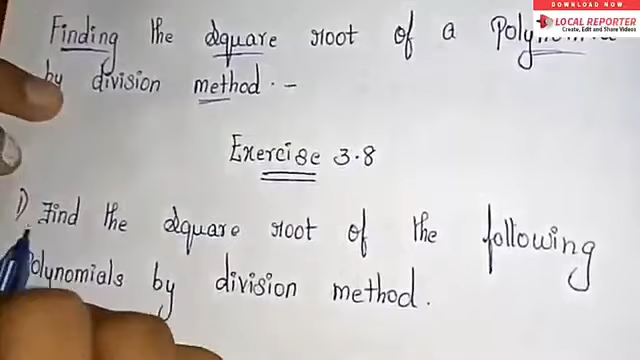 DOWNLOAD NOW
LOCAL REPORTER
Create, Edit and Share Videos
Finding the square root of a
by division method. -
Exercise 3.8
1) Find the square root of the following
Polynomials by division method.